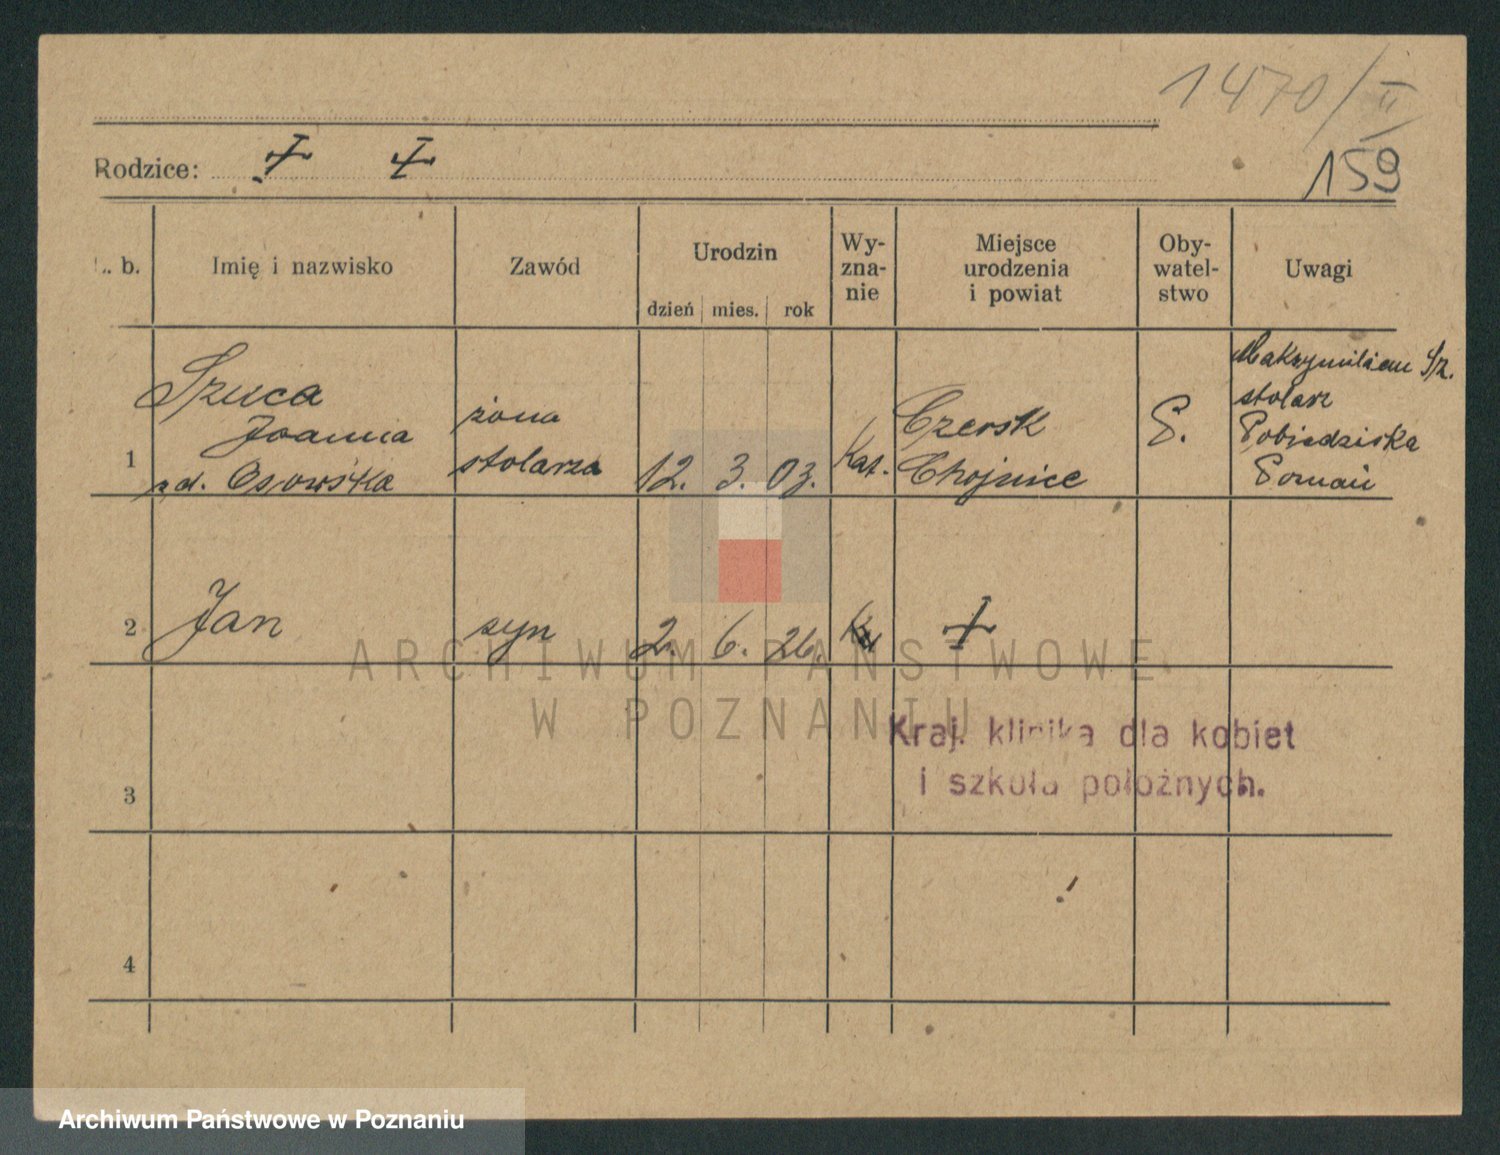 1470/II
159
Rodzice: + +
L. b. Imię i nazwisko Zawód Urodzin dzień mies. rok Wy-zna-nie Miejsce urodzenia i powiat Oby-watel-stwo Uwagi
Szuca
Joanna
zd. Osowska
żona
stolarza
1 12. 3. 03. Kat.
Czersk
Chojnice
P.
Maksymilian Sz.
stolarz
Pobiedziska
Poznań
2 Jan syn 2. 6. 26. +
ARCHIWUM PAŃSTWOWE
W POZNANIU
Kraj. klinika dla kobiet
i szkoła położnych.
3
4
Archiwum Państwowe w Poznaniu